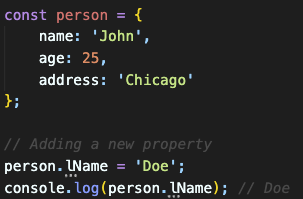 const person = {
    name: 'John',
    age: 25,
    address: 'Chicago'
};

// Adding a new property
person.lName = 'Doe';
console.log(person.lName); // Doe